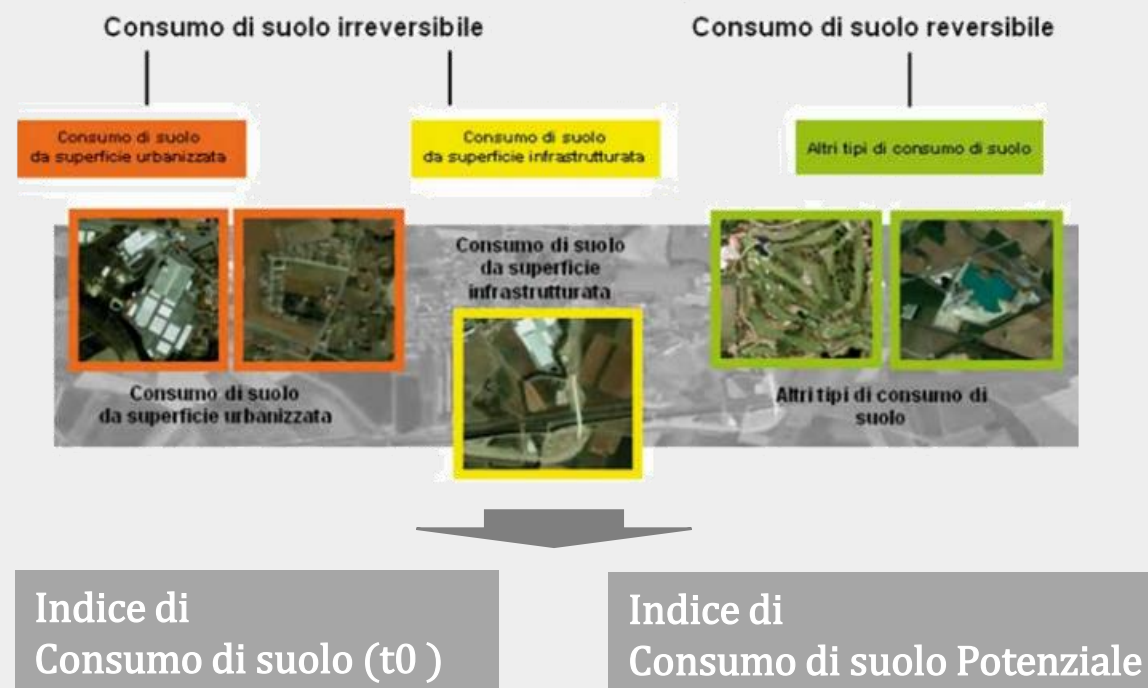 Consumo di suolo irreversibile
Consumo di suolo reversibile
Consumo di suolo
da superficie urbanizzata
Consumo di suolo
da superficie infrastrutturata
Altri tipi di consumo di suolo
Consumo di suolo
da superficie
infrastrutturata
Consumo di suolo
da superficie urbanizzata
Altri tipi di consumo di
suolo
Indice di
Consumo di suolo (t0 )
Indice di
Consumo di suolo Potenziale